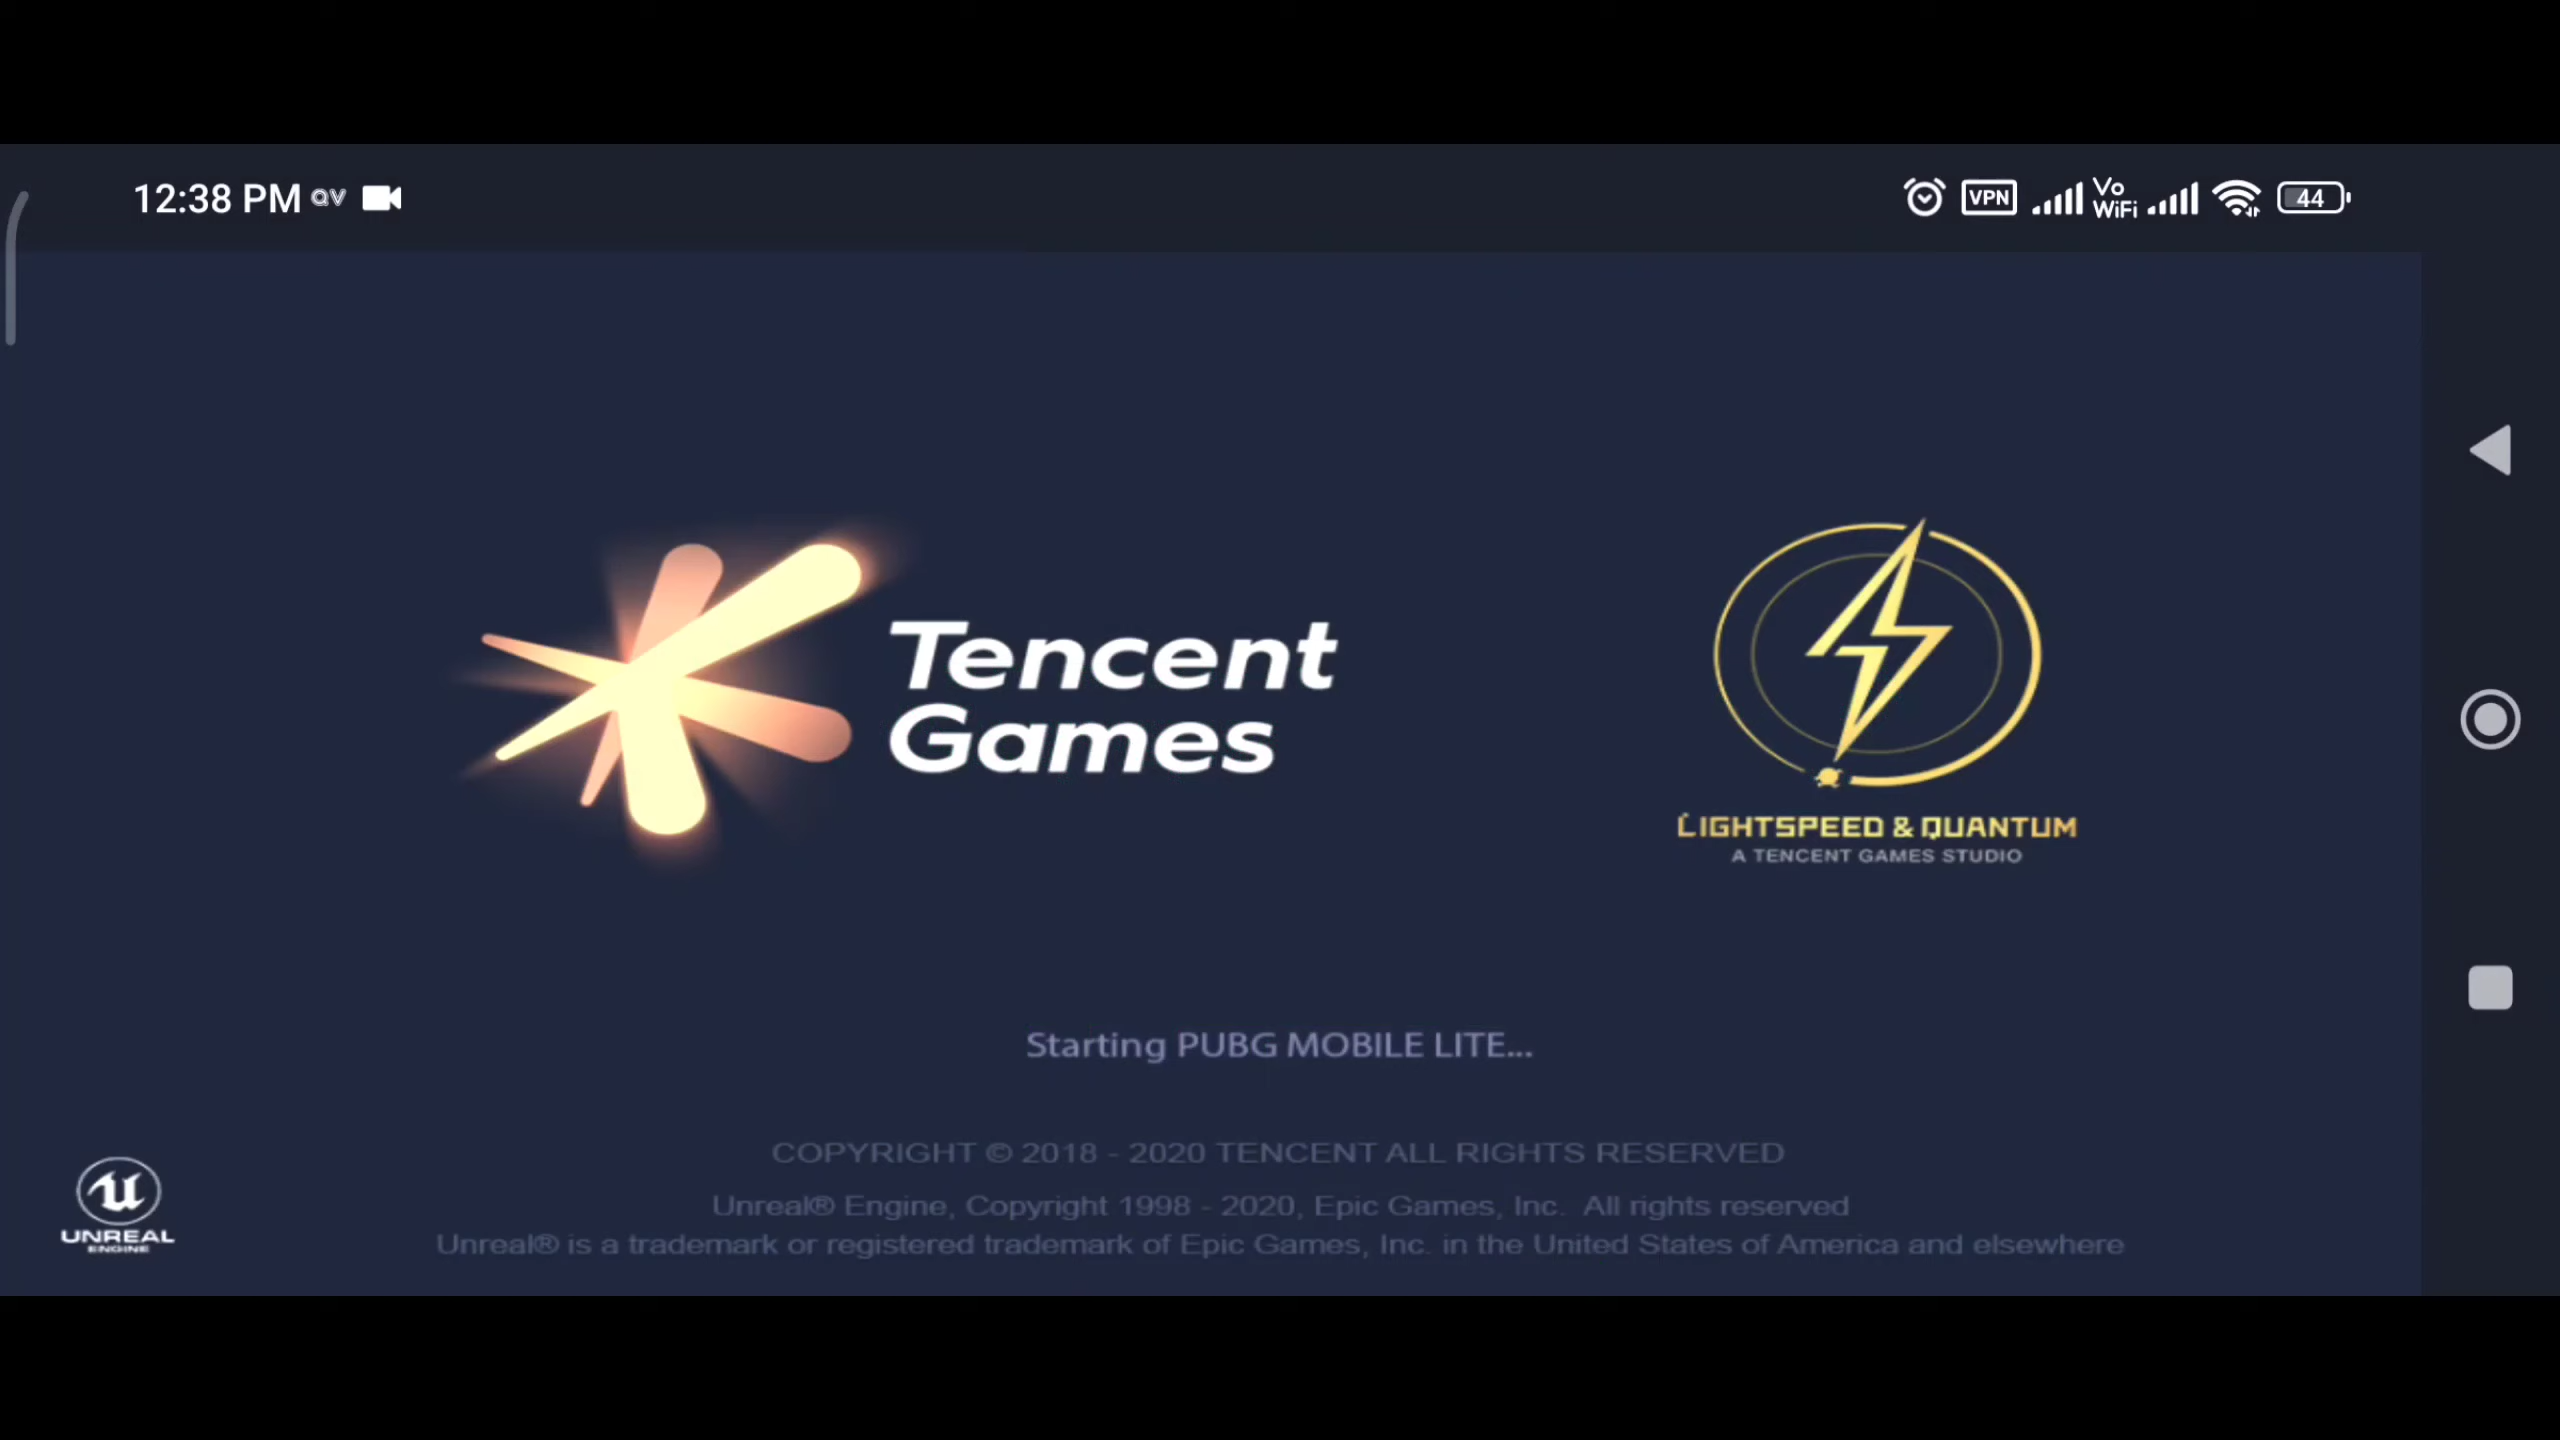 12:38 PM
VPN
Vo
WiFi
44
Tencent
Games
LIGHTSPEED & QUANTUM
A TENCENT GAMES STUDIO
Starting PUBG MOBILE LITE...
COPYRIGHT © 2018 - 2020 TENCENT ALL RIGHTS RESERVED
Unreal® Engine, Copyright 1998 - 2020, Epic Games, Inc. All rights reserved
Unreal® is a trademark or registered trademark of Epic Games, Inc. in the United States of America and elsewhere
UNREAL
ENGINE